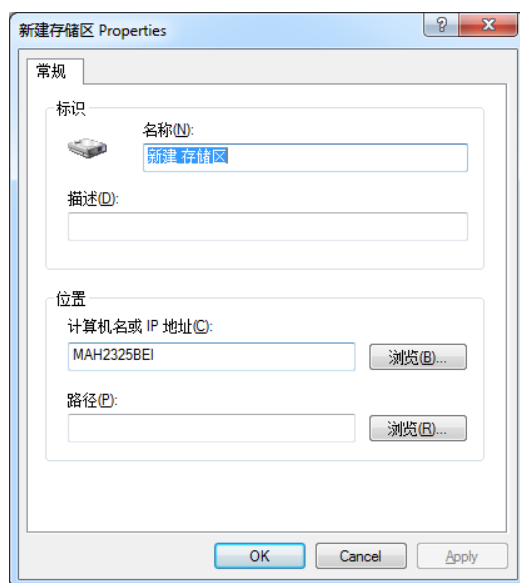 新建存储区 Properties
常规
标识
名称(N):
新建 存储区
描述(D):
位置
计算机名或 IP 地址(C):
MAH2325BEI
浏览(B)...
路径(P):
浏览(R)...
OK Cancel Apply